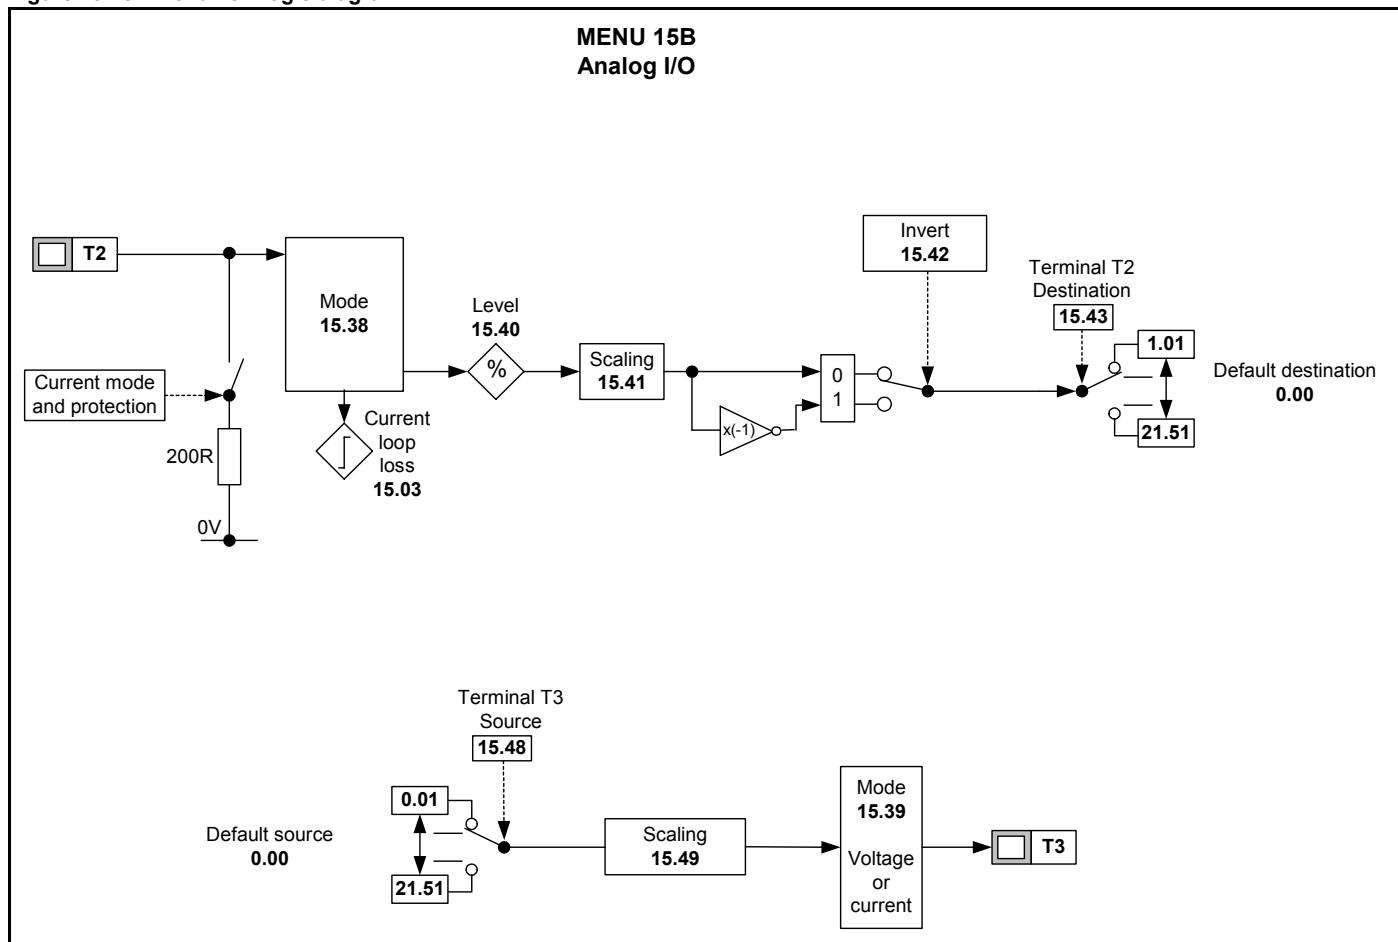 MENU 15B
Analog I/O
T2
Mode
15.38
Level
15.40
%
Scaling
15.41
x(-1)
0
1
Invert
15.42
Terminal T2
Destination
15.43
1.01
21.51
Default destination
0.00
Current mode
and protection
200R
0V
Current
loop
loss
15.03
Terminal T3
Source
15.48
0.01
21.51
Default source
0.00
Scaling
15.49
Mode
15.39
Voltage
or
current
T3